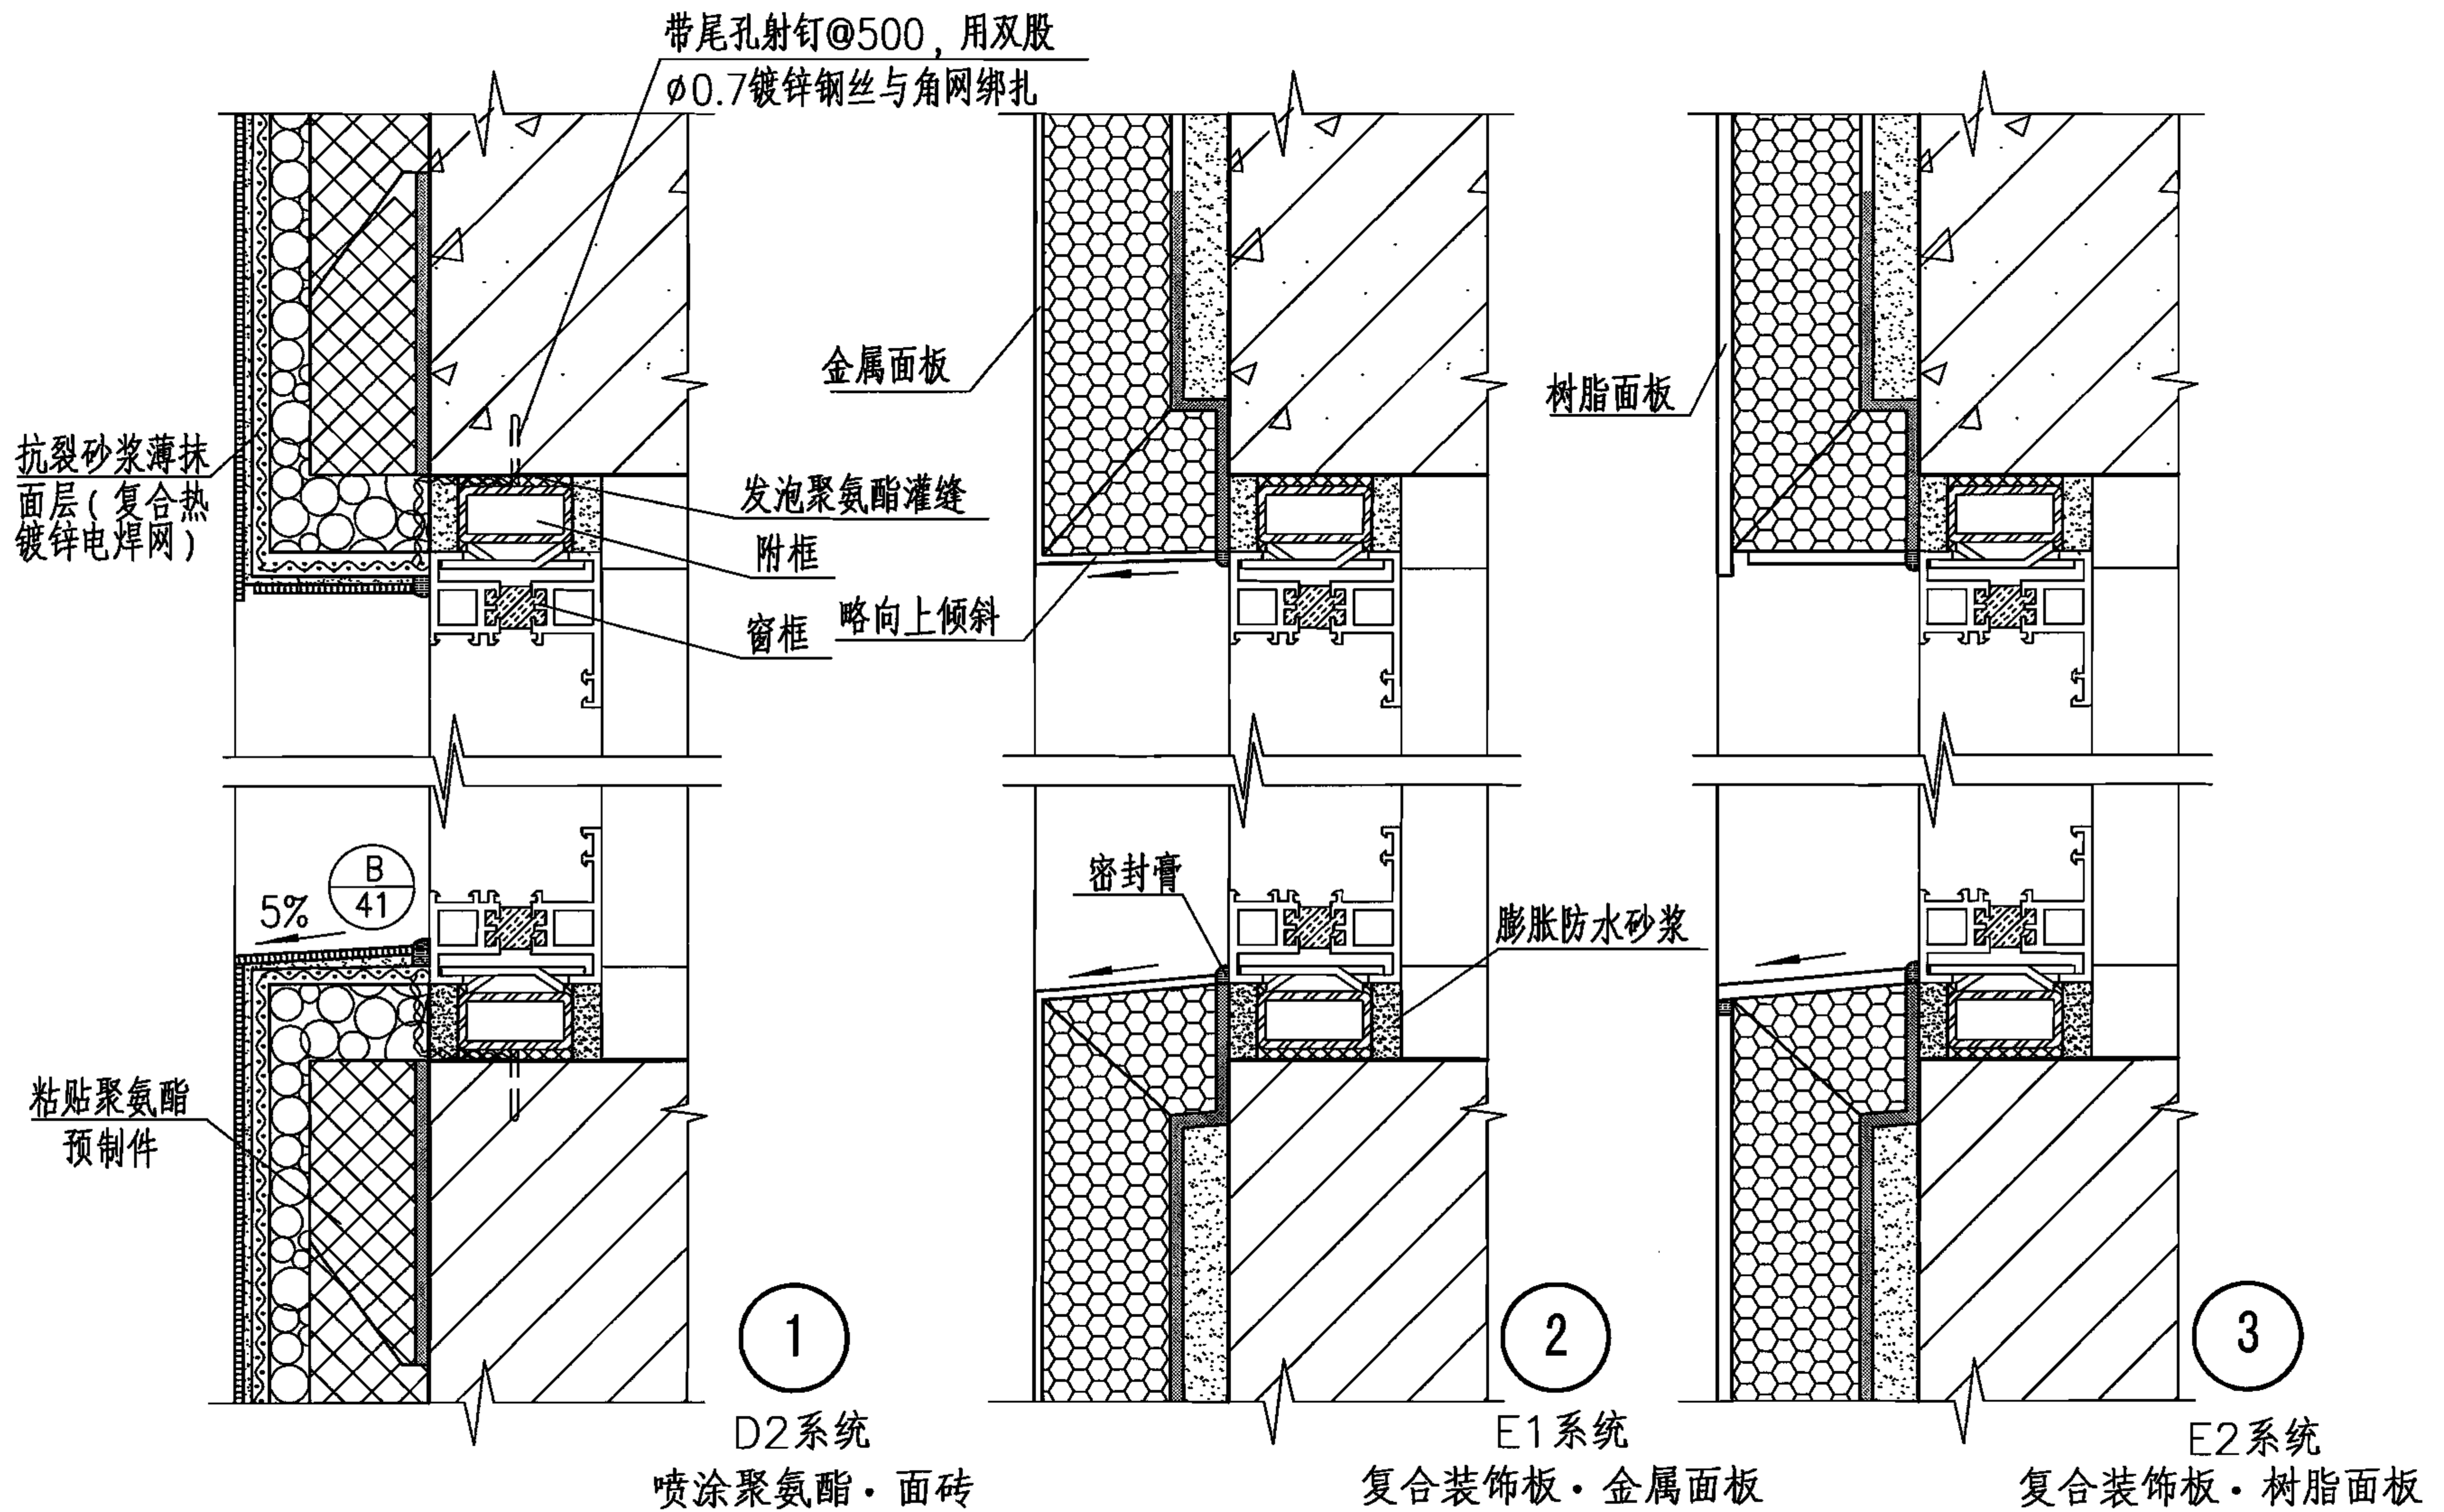 带尾孔射钉@500,用双股
ø0.7镀锌钢丝与角网绑扎
金属面板
树脂面板
抗裂砂浆薄抹
面层(复合热
镀锌电焊网)
发泡聚氨酯灌缝
附框
窗框
略向上倾斜
B
41
5%
密封膏
膨胀防水砂浆
粘贴聚氨酯
预制件
1
D2系统
喷涂聚氨酯·面砖
2
E1系统
复合装饰板·金属面板
3
E2系统
复合装饰板·树脂面板